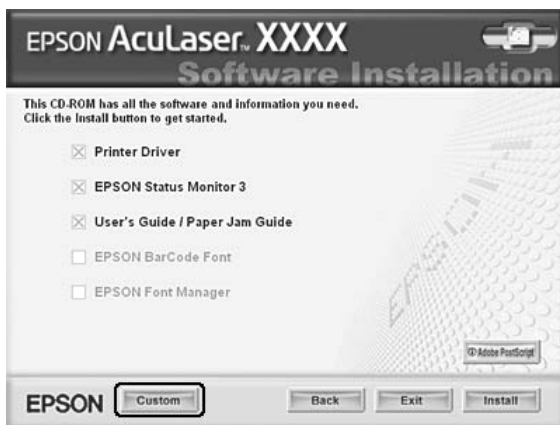 EPSON AcuLaser™ XXXX
Software Installation
This CD-ROM has all the software and information you need.
Click the Install button to get started.
Printer Driver
EPSON Status Monitor 3
User's Guide / Paper Jam Guide
EPSON BarCode Font
EPSON Font Manager
EPSON
Adobe PostScript
EPSON
Custom
Back
Exit
Install